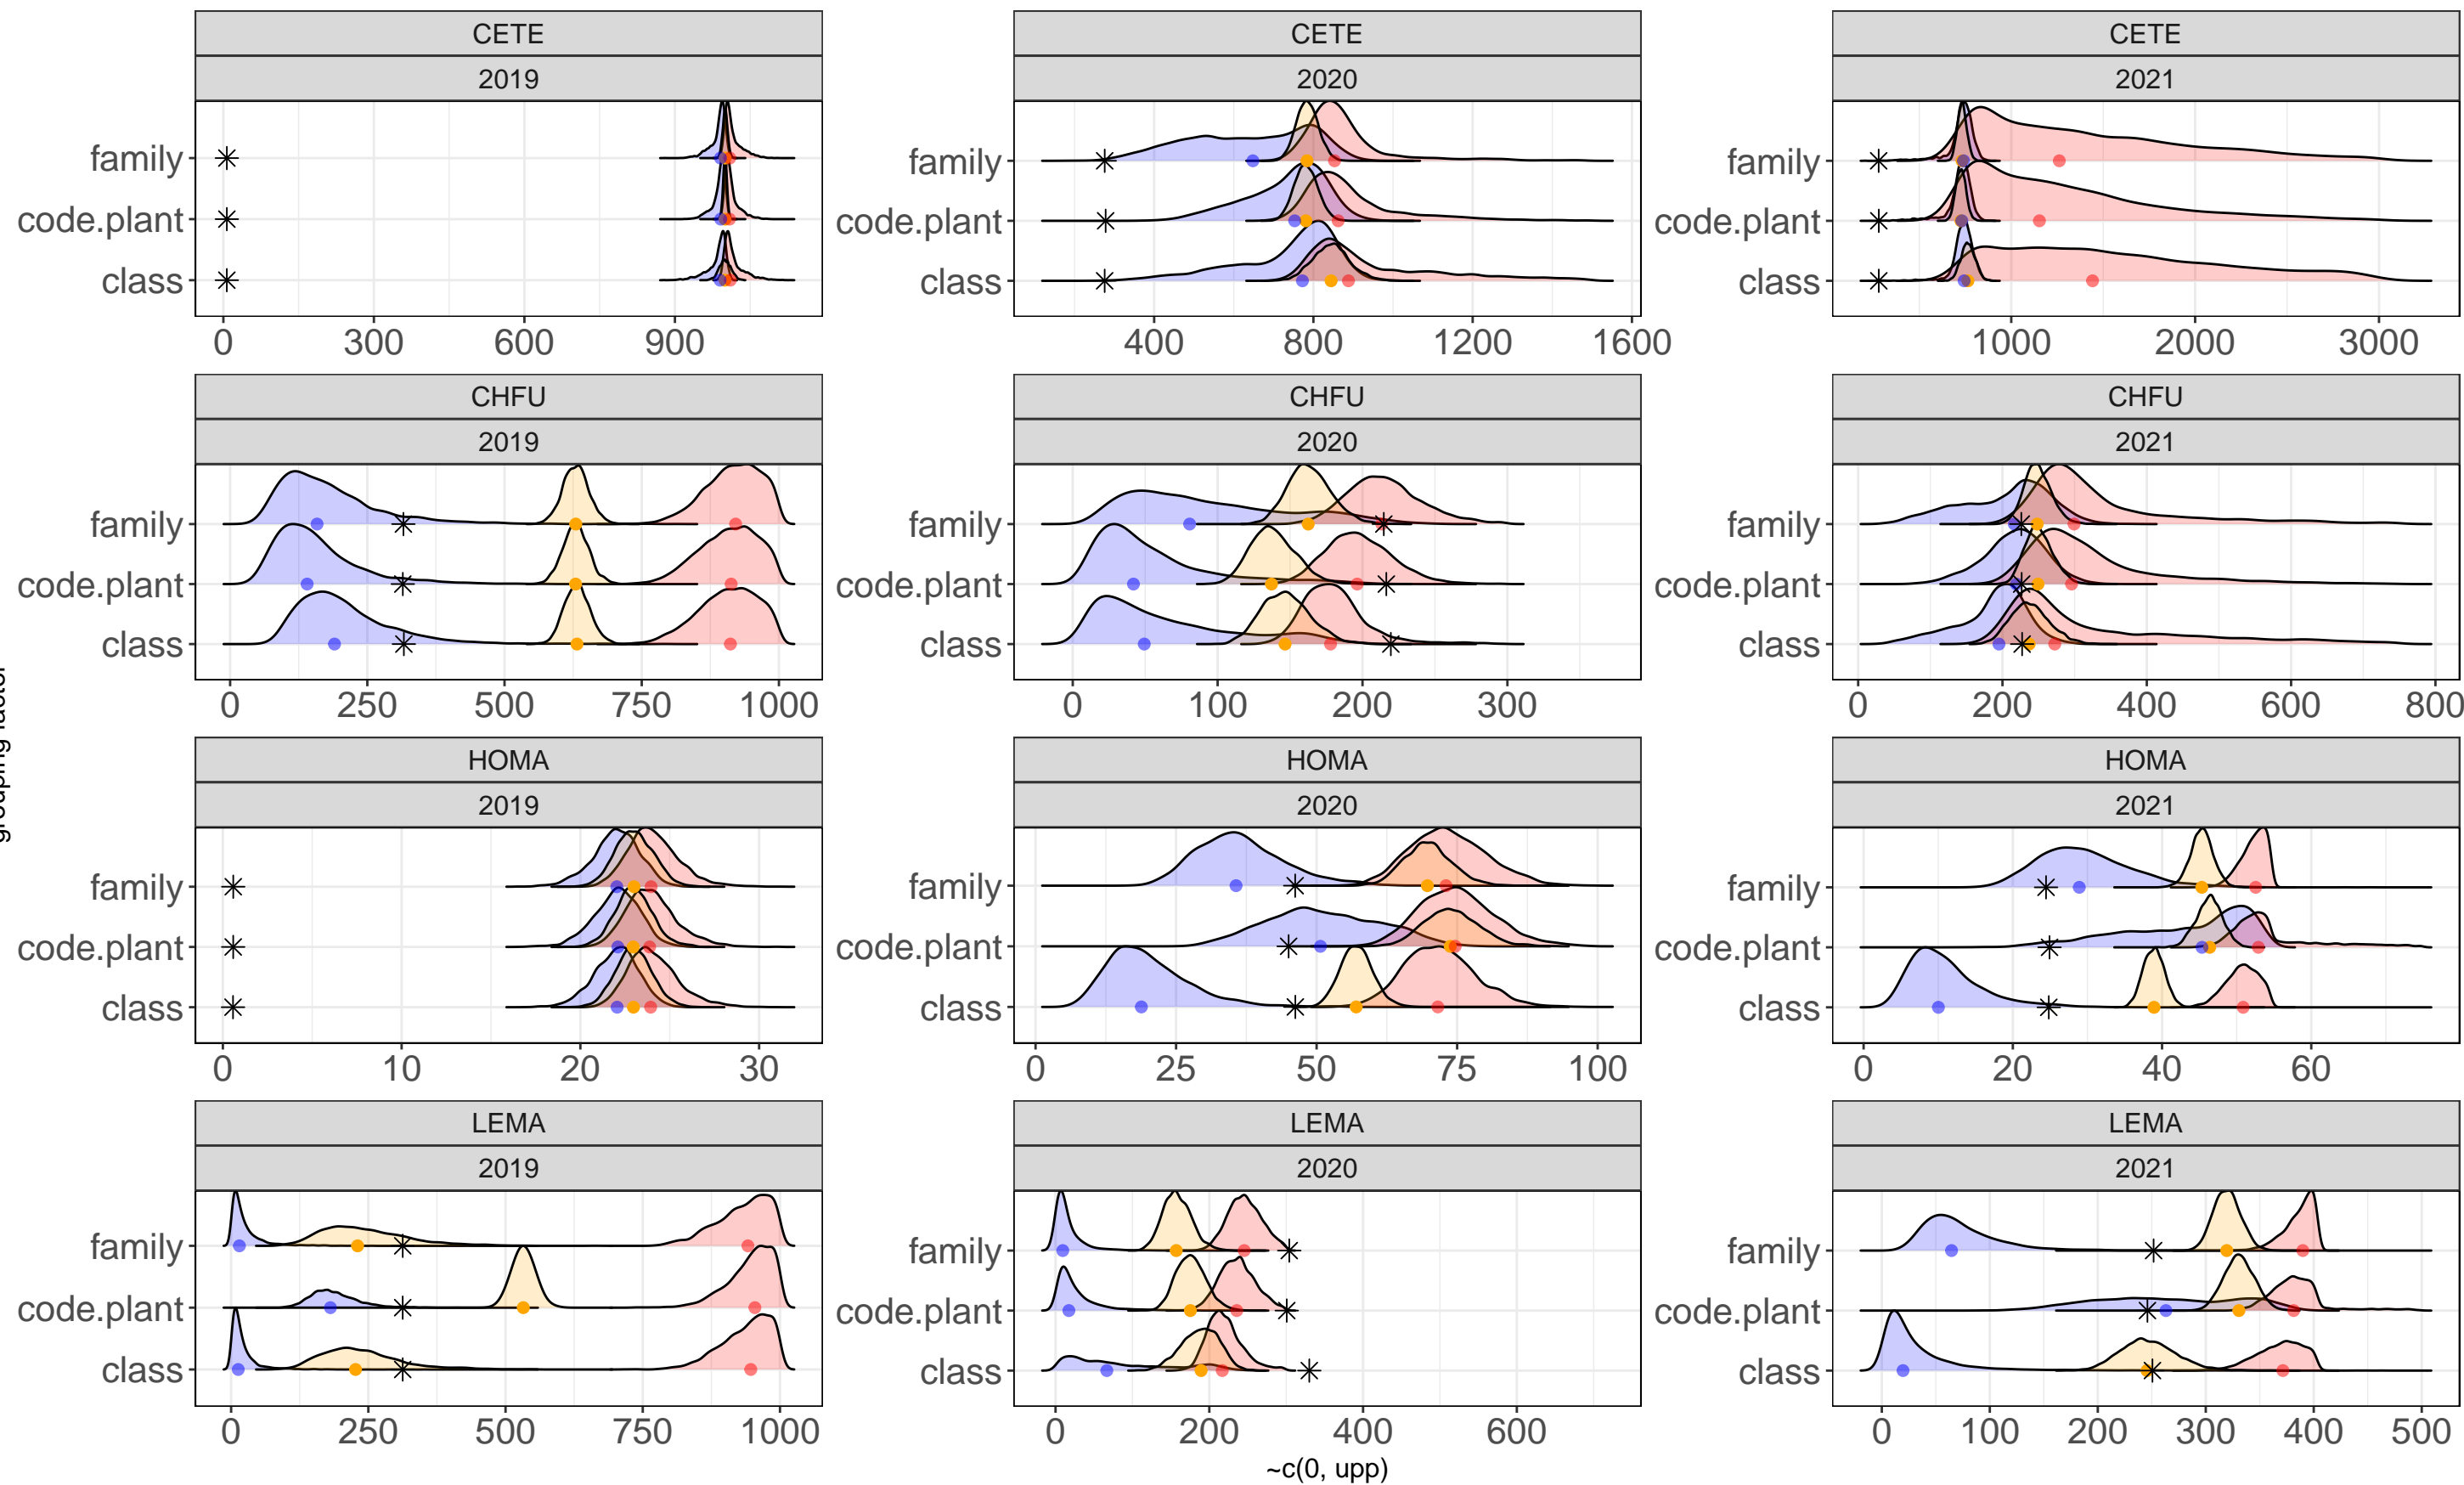 CETE
CETE
CETE
2019
2020
2021
family
code.plant
class
family
code.plant
class
family
code.plant
class
0 300 600 900
400 800 1200 1600
1000 2000 3000
CHFU
CHFU
CHFU
2019
2020
2021
family
code.plant
class
family
code.plant
class
family
code.plant
class
0 250 500 750 1000
0 100 200 300
0 200 400 600 800
HOMA
HOMA
HOMA
2019
2020
2021
family
code.plant
class
family
code.plant
class
family
code.plant
class
0 10 20 30
0 25 50 75 100
0 20 40 60
LEMA
LEMA
LEMA
2019
2020
2021
family
code.plant
class
family
code.plant
class
family
code.plant
class
0 250 500 750 1000
0 200 400 600
0 100 200 300 400 500
~c(0, upp)